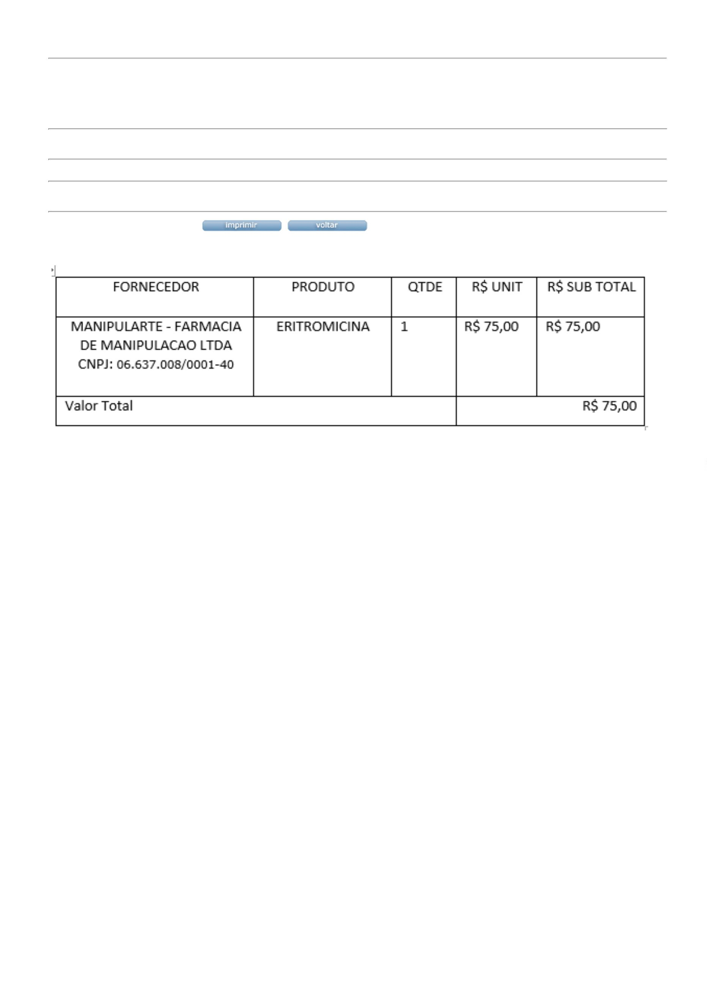 imprimir voltar
FORNECEDOR PRODUTO QTDE R$ UNIT R$ SUB TOTAL
MANIPULARTE - FARMACIA ERITROMICINA 1 R$ 75,00 R$ 75,00
DE MANIPULACAO LTDA
CNPJ: 06.637.008/0001-40
Valor Total R$ 75,00